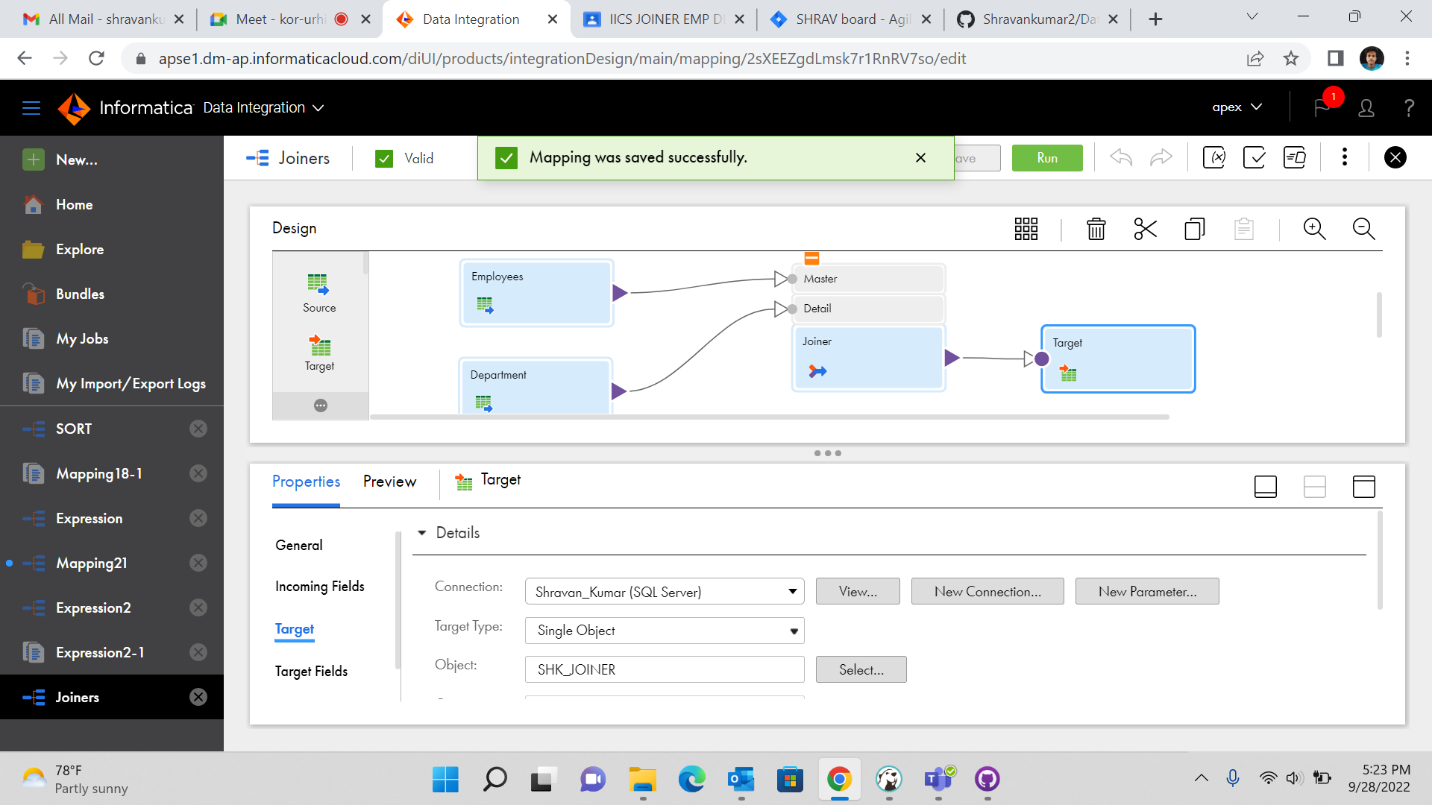 All Mail - shravanku
Meet - kor-urhi
Data Integration
IICS JOINER EMP D
SHRAV board - Agil
Shravankumar2/Da
apse1.dm-ap.informaticacloud.com/diUI/products/integrationDesign/main/mapping/2sXEEZgdLmsk7r1RnRV7so/edit
Informatica Data Integration
apex
1
?
New...
Home
Explore
Bundles
My Jobs
My Import/Export Logs
SORT
Mapping18-1
Expression
Mapping21
Expression2
Expression2-1
Joiners
Joiners
Valid
Mapping was saved successfully.
ave
Run
(x)
Design
Source
Target
Employees
Department
Master
Detail
Joiner
Target
Properties
Preview
Target
General
Incoming Fields
Target
Target Fields
Details
Connection:
Shravan_Kumar (SQL Server)
View...
New Connection...
New Parameter...
Target Type:
Single Object
Object:
SHK_JOINER
Select...
78°F
Partly sunny
5:23 PM
9/28/2022